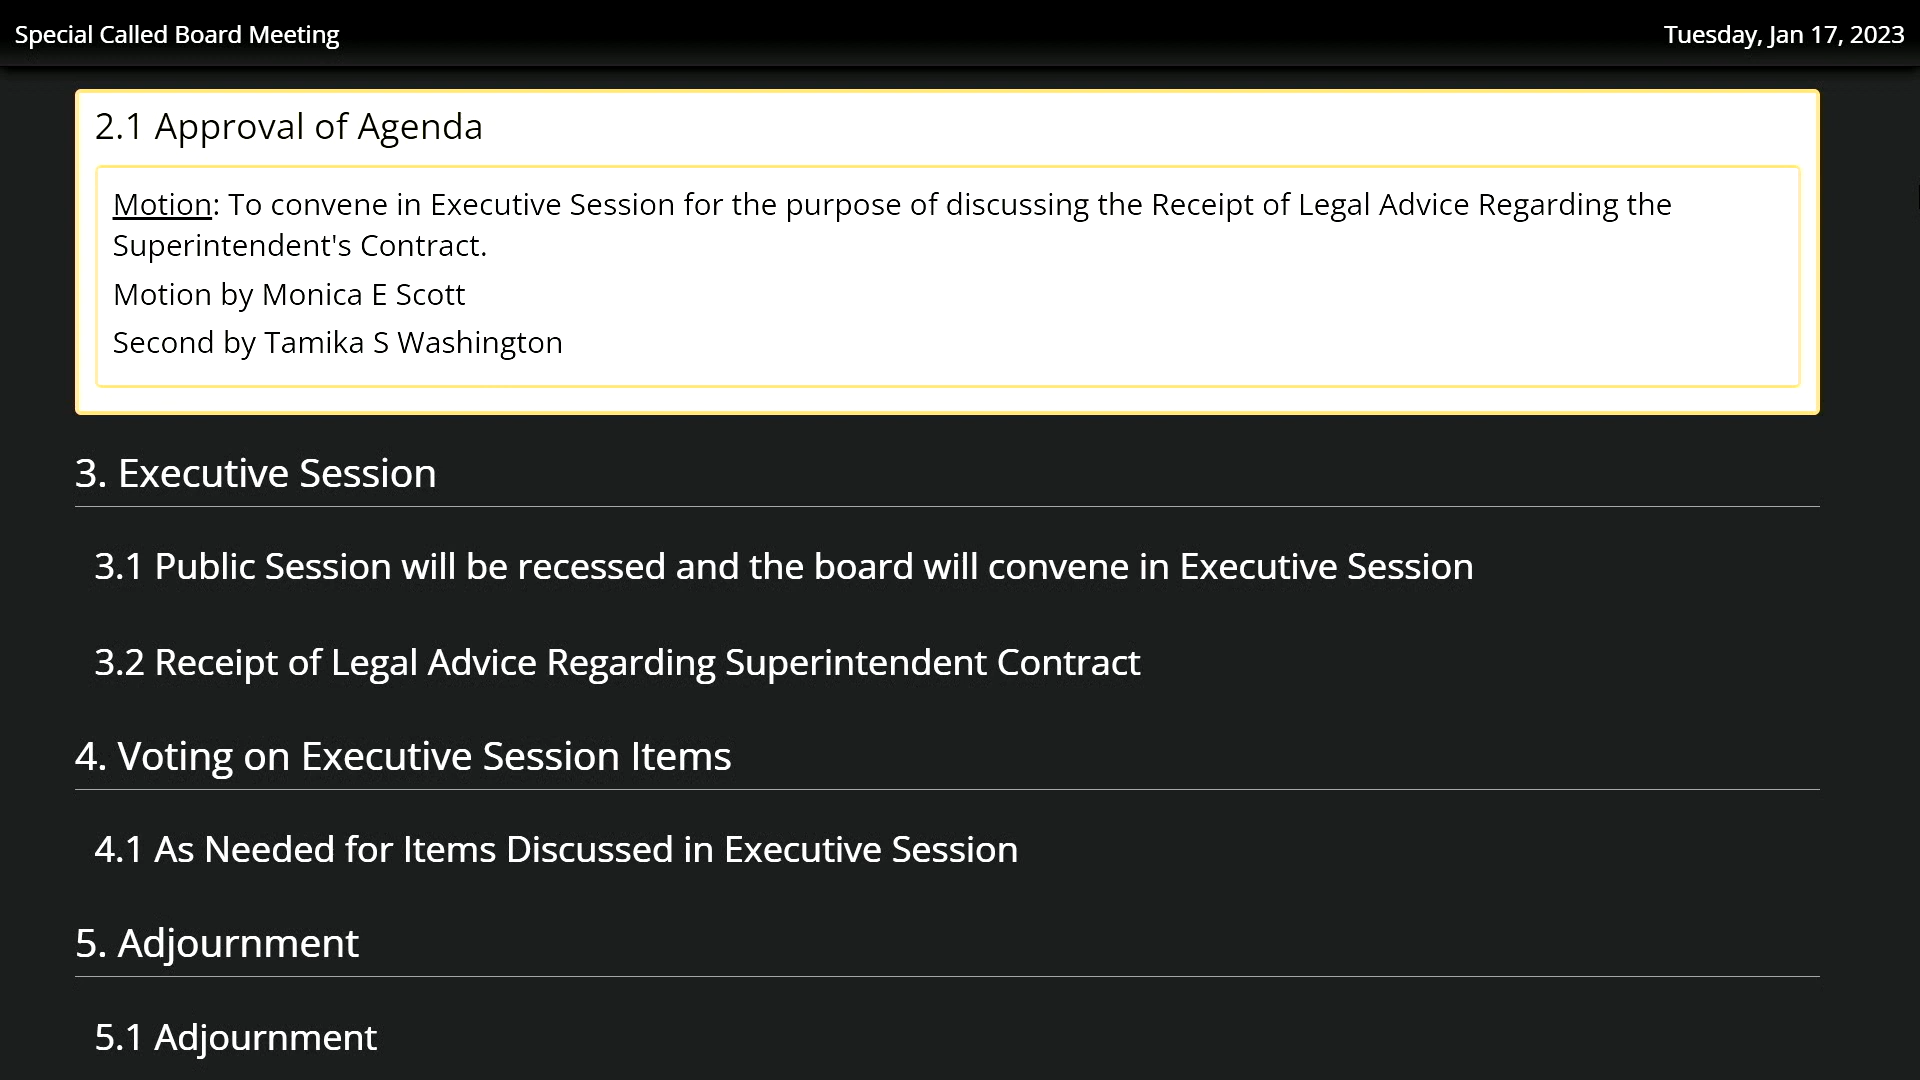 Special Called Board Meeting
Tuesday, Jan 17, 2023
2.1 Approval of Agenda
Motion: To convene in Executive Session for the purpose of discussing the Receipt of Legal Advice Regarding the
Superintendent's Contract.
Motion by Monica E Scott
Second by Tamika S Washington
3. Executive Session
3.1 Public Session will be recessed and the board will convene in Executive Session
3.2 Receipt of Legal Advice Regarding Superintendent Contract
4. Voting on Executive Session Items
4.1 As Needed for Items Discussed in Executive Session
5. Adjournment
5.1 Adjournment